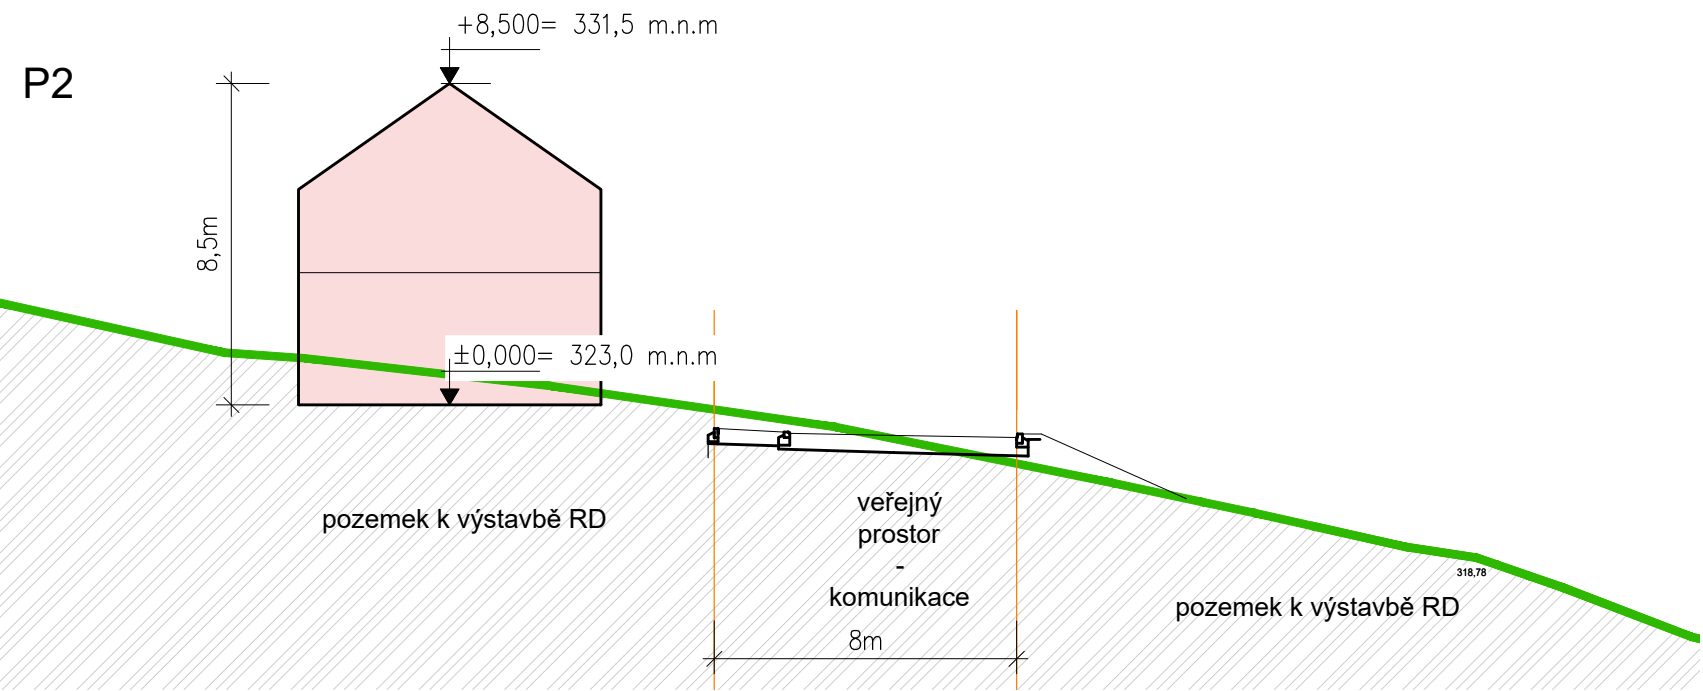 +8,500= 331,5 m.n.m
P2
8,5m
±0,000= 323,0 m.n.m
pozemek k výstavbě RD
veřejný
prostor
-
komunikace
8m
318,78
pozemek k výstavbě RD